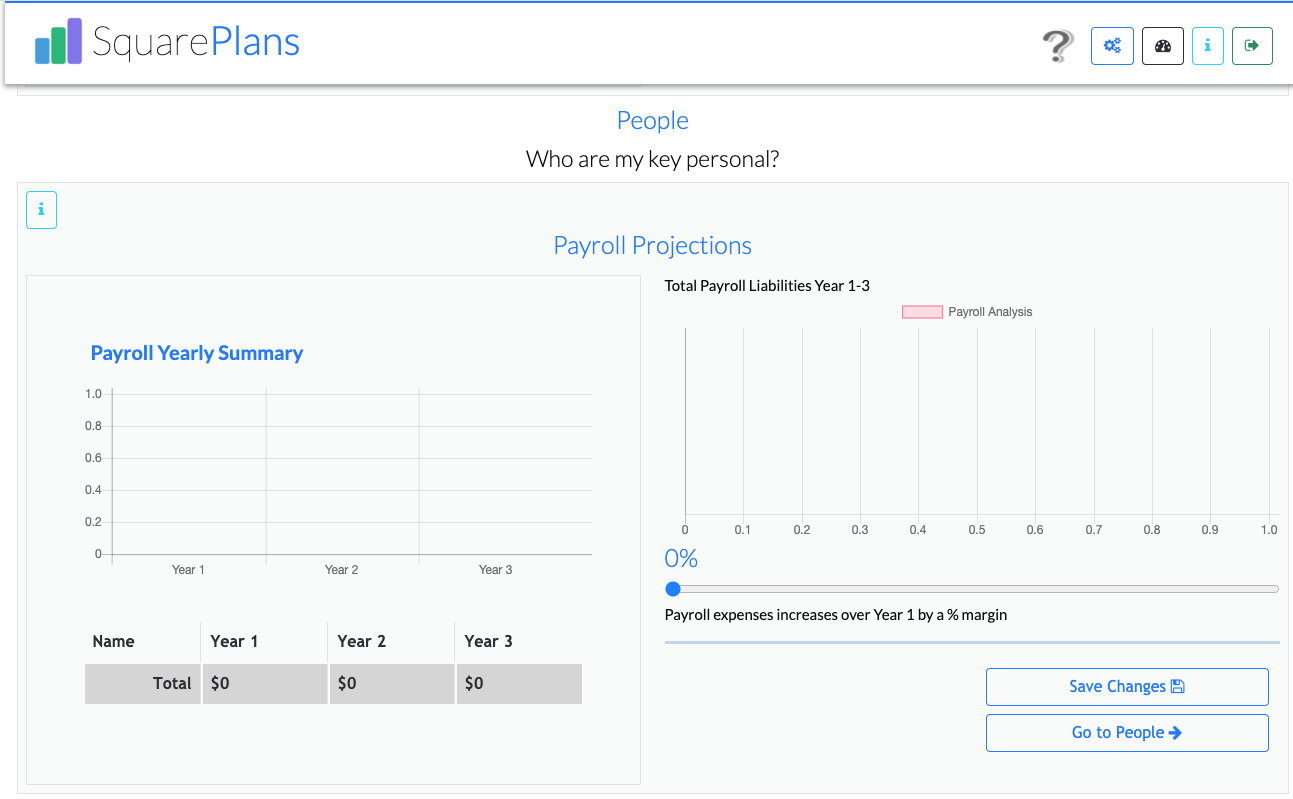 SquarePlans
People
Who are my key personal?
Payroll Projections
Payroll Yearly Summary
1.0
0.8
0.6
0.4
0.2
0
Year 1 Year 2 Year 3
Name Year 1 Year 2 Year 3
Total $0 $0 $0
Total Payroll Liabilities Year 1-3
Payroll Analysis
0 0.1 0.2 0.3 0.4 0.5 0.6 0.7 0.8 0.9 1.0
0%
Payroll expenses increases over Year 1 by a % margin
Save Changes
Go to People